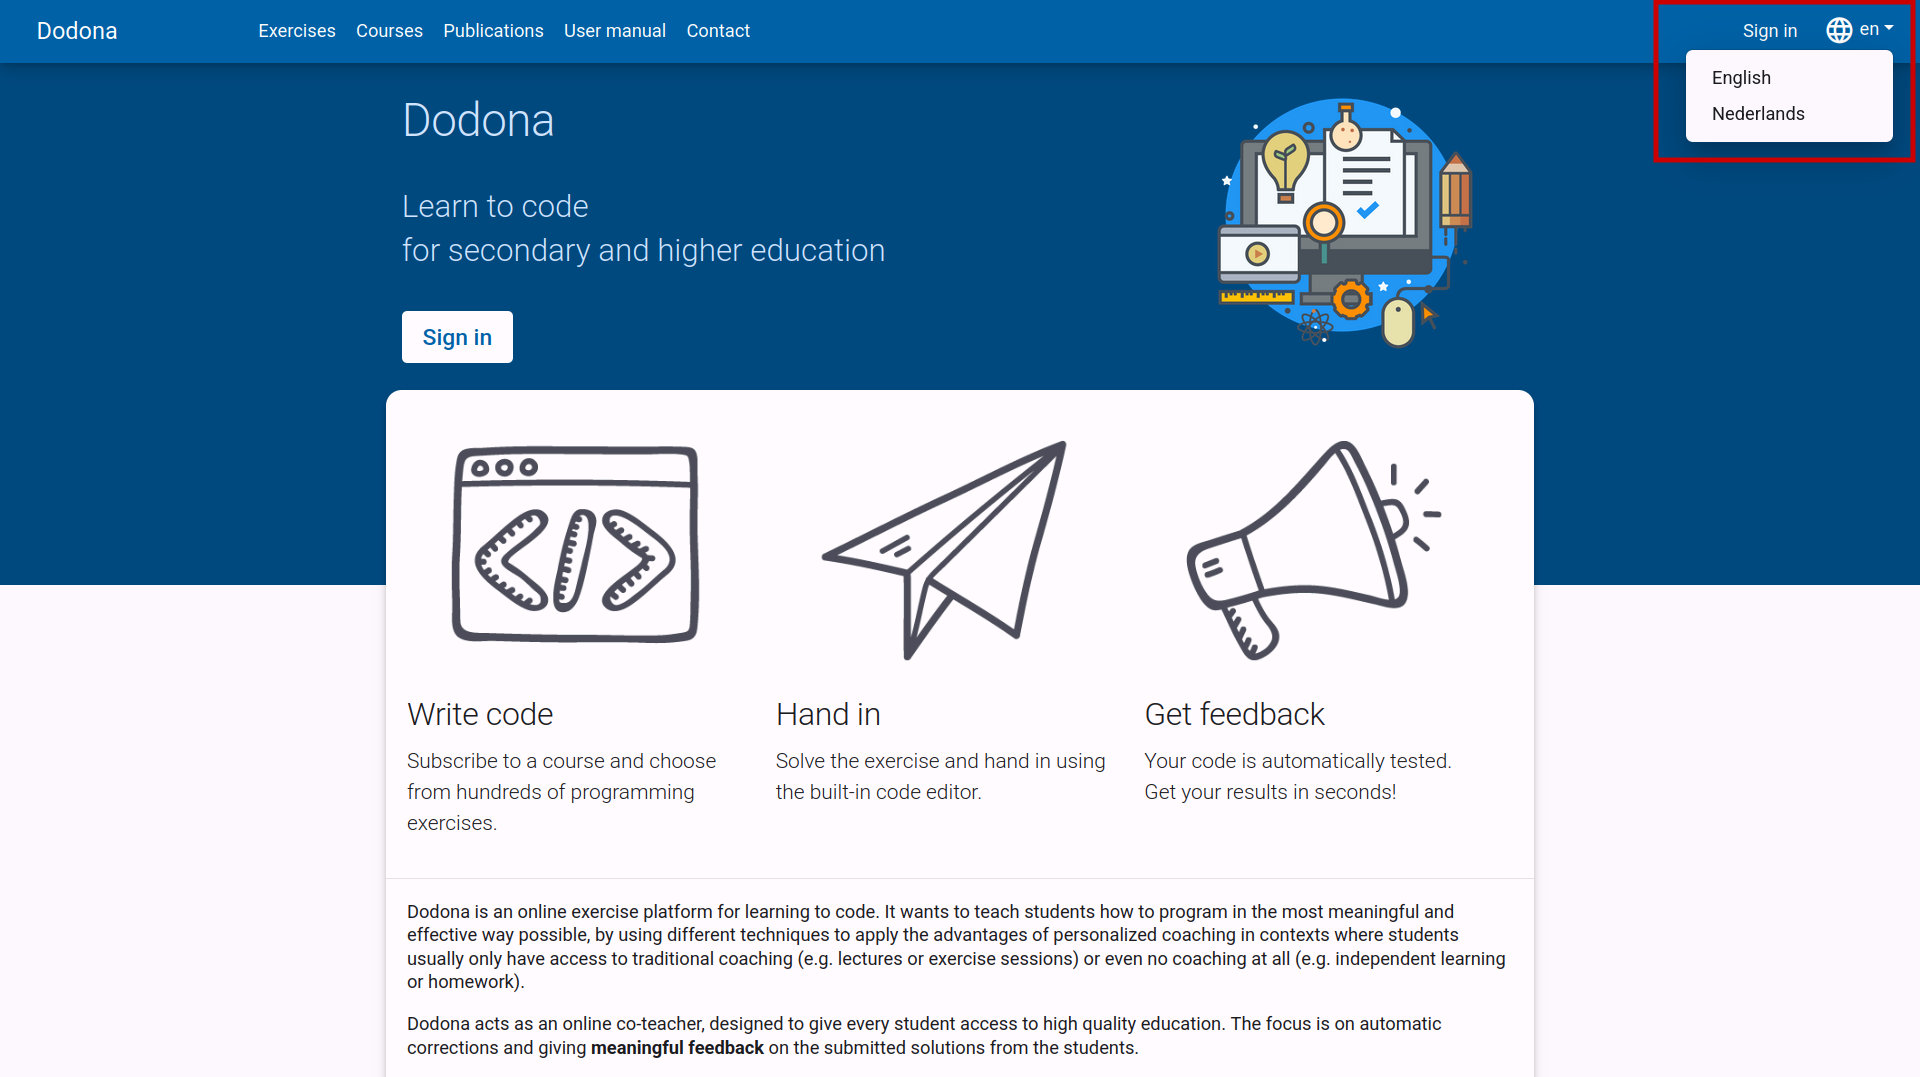 Dodona
Exercises
Courses
Publications
User manual
Contact
Sign in
en
English
Nederlands
Dodona
Learn to code
for secondary and higher education
Sign in
Write code
Subscribe to a course and choose
from hundreds of programming
exercises.
Hand in
Solve the exercise and hand in using
the built-in code editor.
Get feedback
Your code is automatically tested.
Get your results in seconds!
Dodona is an online exercise platform for learning to code. It wants to teach students how to program in the most meaningful and
effective way possible, by using different techniques to apply the advantages of personalized coaching in contexts where students
usually only have access to traditional coaching (e.g. lectures or exercise sessions) or even no coaching at all (e.g. independent learning
or homework).
Dodona acts as an online co-teacher, designed to give every student access to high quality education. The focus is on automatic
corrections and giving meaningful feedback on the submitted solutions from the students.